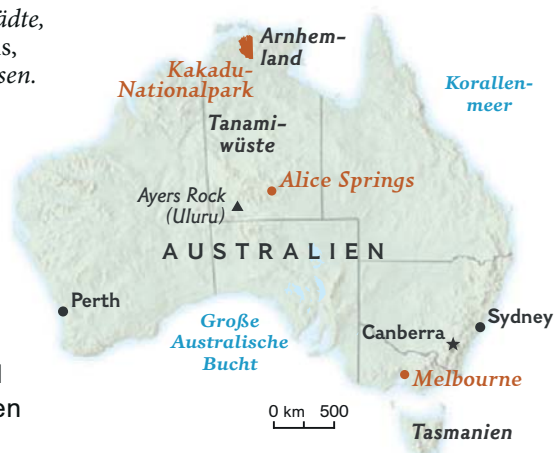 ädte,
s,
sen.
Arnhem-
land
Kakadu-
Nationalpark
Korallen-
meer
Tanami-
wüste
Alice Springs
Ayers Rock
(Uluru)
AUSTRALIEN
Perth
Große
Australische
Bucht
Sydney
Canberra
Melbourne
en
0 km 500
Tasmanien